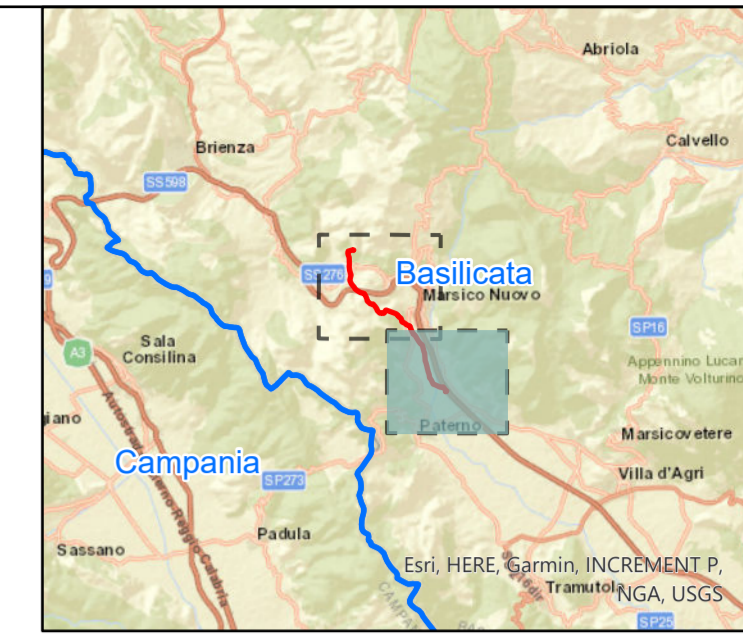 Abriola
Calvello
Brienza
SS598
SP276
Basilicata
Marsico Nuovo
SP16
Sala
Consilina
A3
Appennino Lucan
Monte Volturino
iano
Paterno
Marsicovetere
Campania
SP273
Villa d'Agri
Padula
Sassano
Esri, HERE, Garmin, INCREMENT P,
NGA, USGS
Tramutola
SP25